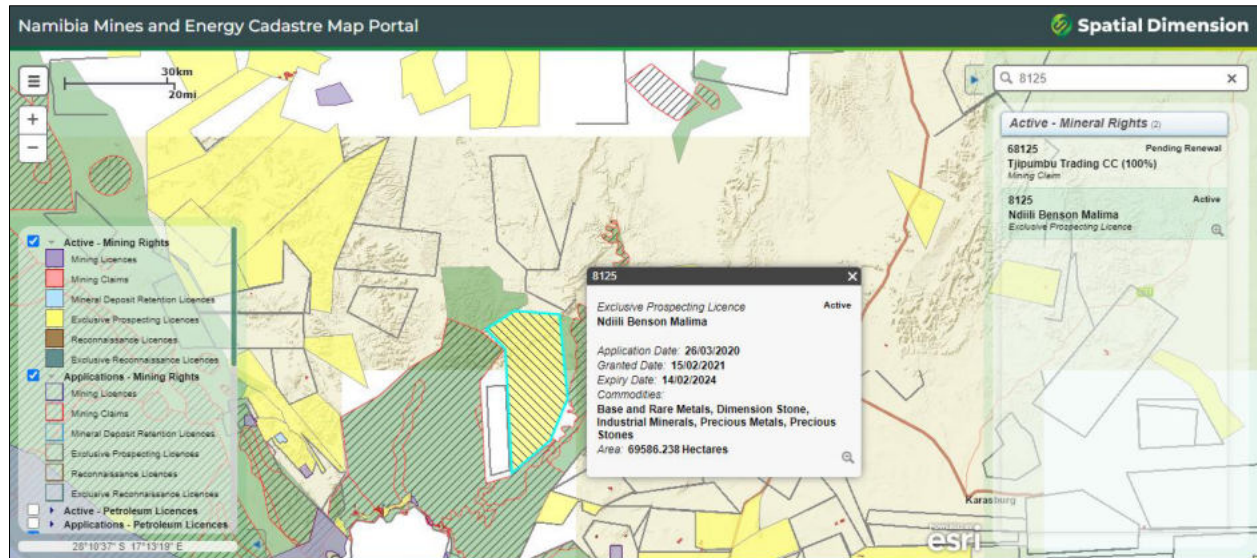 Namibia Mines and Energy Cadastre Map Portal
Spatial Dimension
30km
20mi
+
−
8125
Active - Mineral Rights (2)
68125 Pending Renewal
Tjipumbu Trading CC (100%)
Mining Claim
8125 Active
Ndiili Benson Malima
Exclusive Prospecting Licence
Active - Mining Rights
Mining Licences
Mining Claims
Mineral Deposit Retention Licences
Exclusive Prospecting Licences
Reconnaissance Licences
Exclusive Reconnaissance Licences
Applications - Mining Rights
Mining Licences
Mining Claims
Mineral Deposit Retention Licences
Exclusive Prospecting Licences
Reconnaissance Licences
Exclusive Reconnaissance Licences
Active - Petroleum Licences
Applications - Petroleum Licences
28°10'37" S 17°13'19" E
8125
Exclusive Prospecting Licence Active
Ndiili Benson Malima
Application Date: 26/03/2020
Granted Date: 15/02/2021
Expiry Date: 14/02/2024
Commodities:
Base and Rare Metals, Dimension Stone,
Industrial Minerals, Precious Metals, Precious
Stones
Area: 69586.238 Hectares
Karasburg
POWERED BY
esri